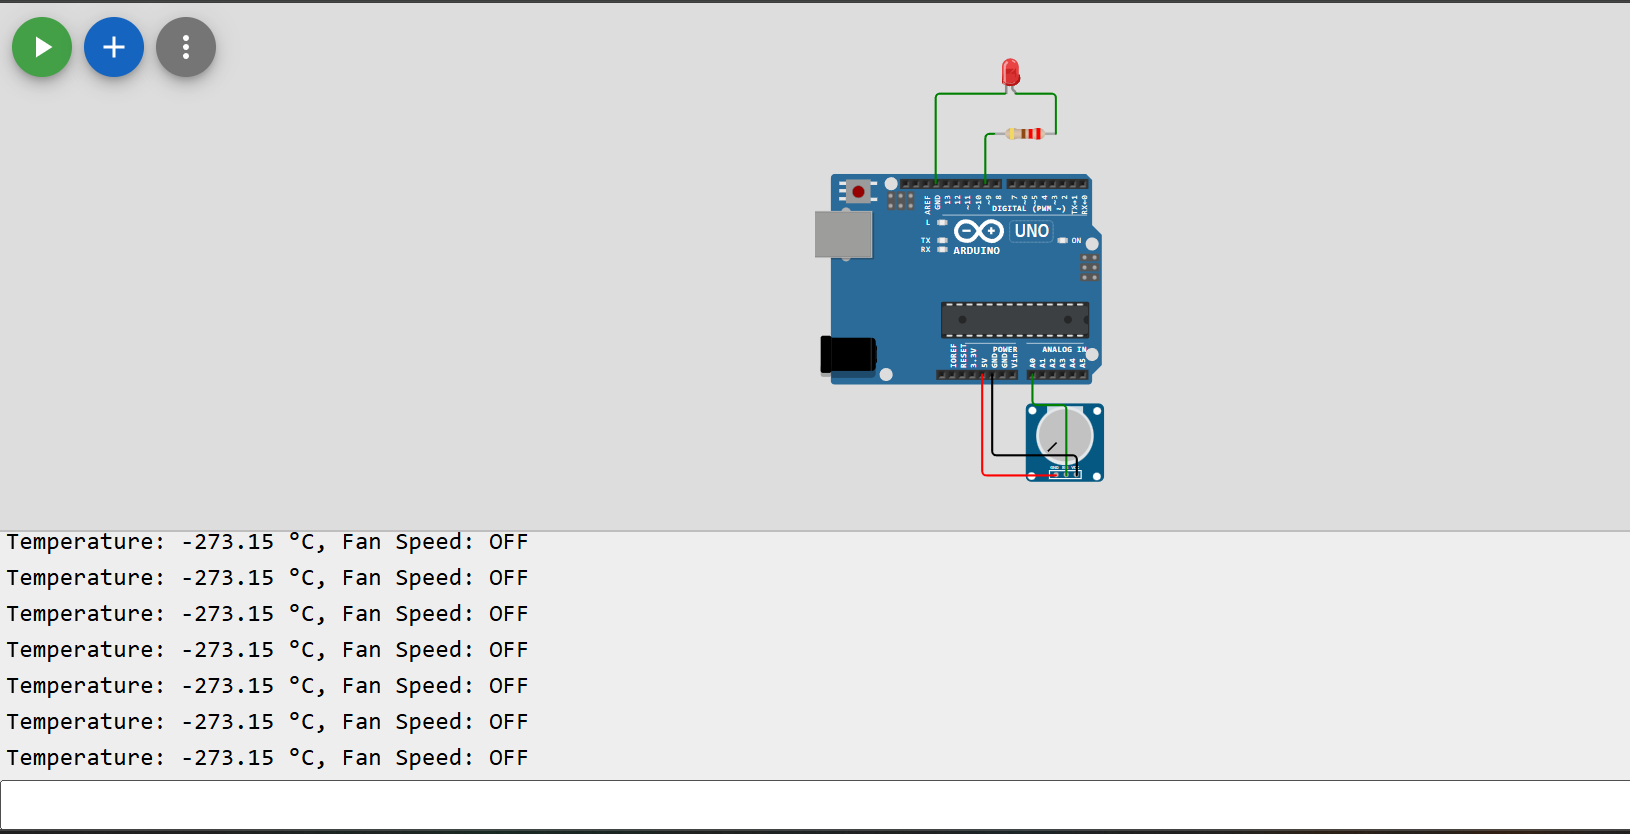 AREF
GND
13
12
~11
~10
~9
8
7
~6
~5
4
~3
2
TX→1
RX←0
DIGITAL (PWM ~)
L
TX
RX
UNO
ARDUINO
ON
IOREF
RESET
3.3V
5V
GND
GND
Vin
POWER
ANALOG IN
A0
A1
A2
A3
A4
A5
Temperature: -273.15 °C, Fan Speed: OFF
Temperature: -273.15 °C, Fan Speed: OFF
Temperature: -273.15 °C, Fan Speed: OFF
Temperature: -273.15 °C, Fan Speed: OFF
Temperature: -273.15 °C, Fan Speed: OFF
Temperature: -273.15 °C, Fan Speed: OFF
Temperature: -273.15 °C, Fan Speed: OFF